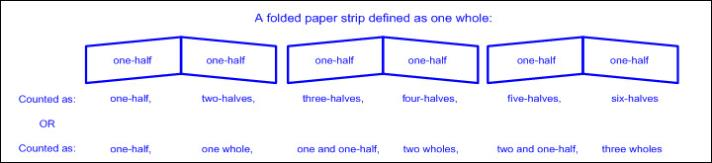 A folded paper strip defined as one whole:
one-half one-half one-half one-half one-half one-half
Counted as: one-half, two-halves, three-halves, four-halves, five-halves, six-halves
OR
Counted as: one-half, one whole, one and one-half, two wholes, two and one-half, three wholes